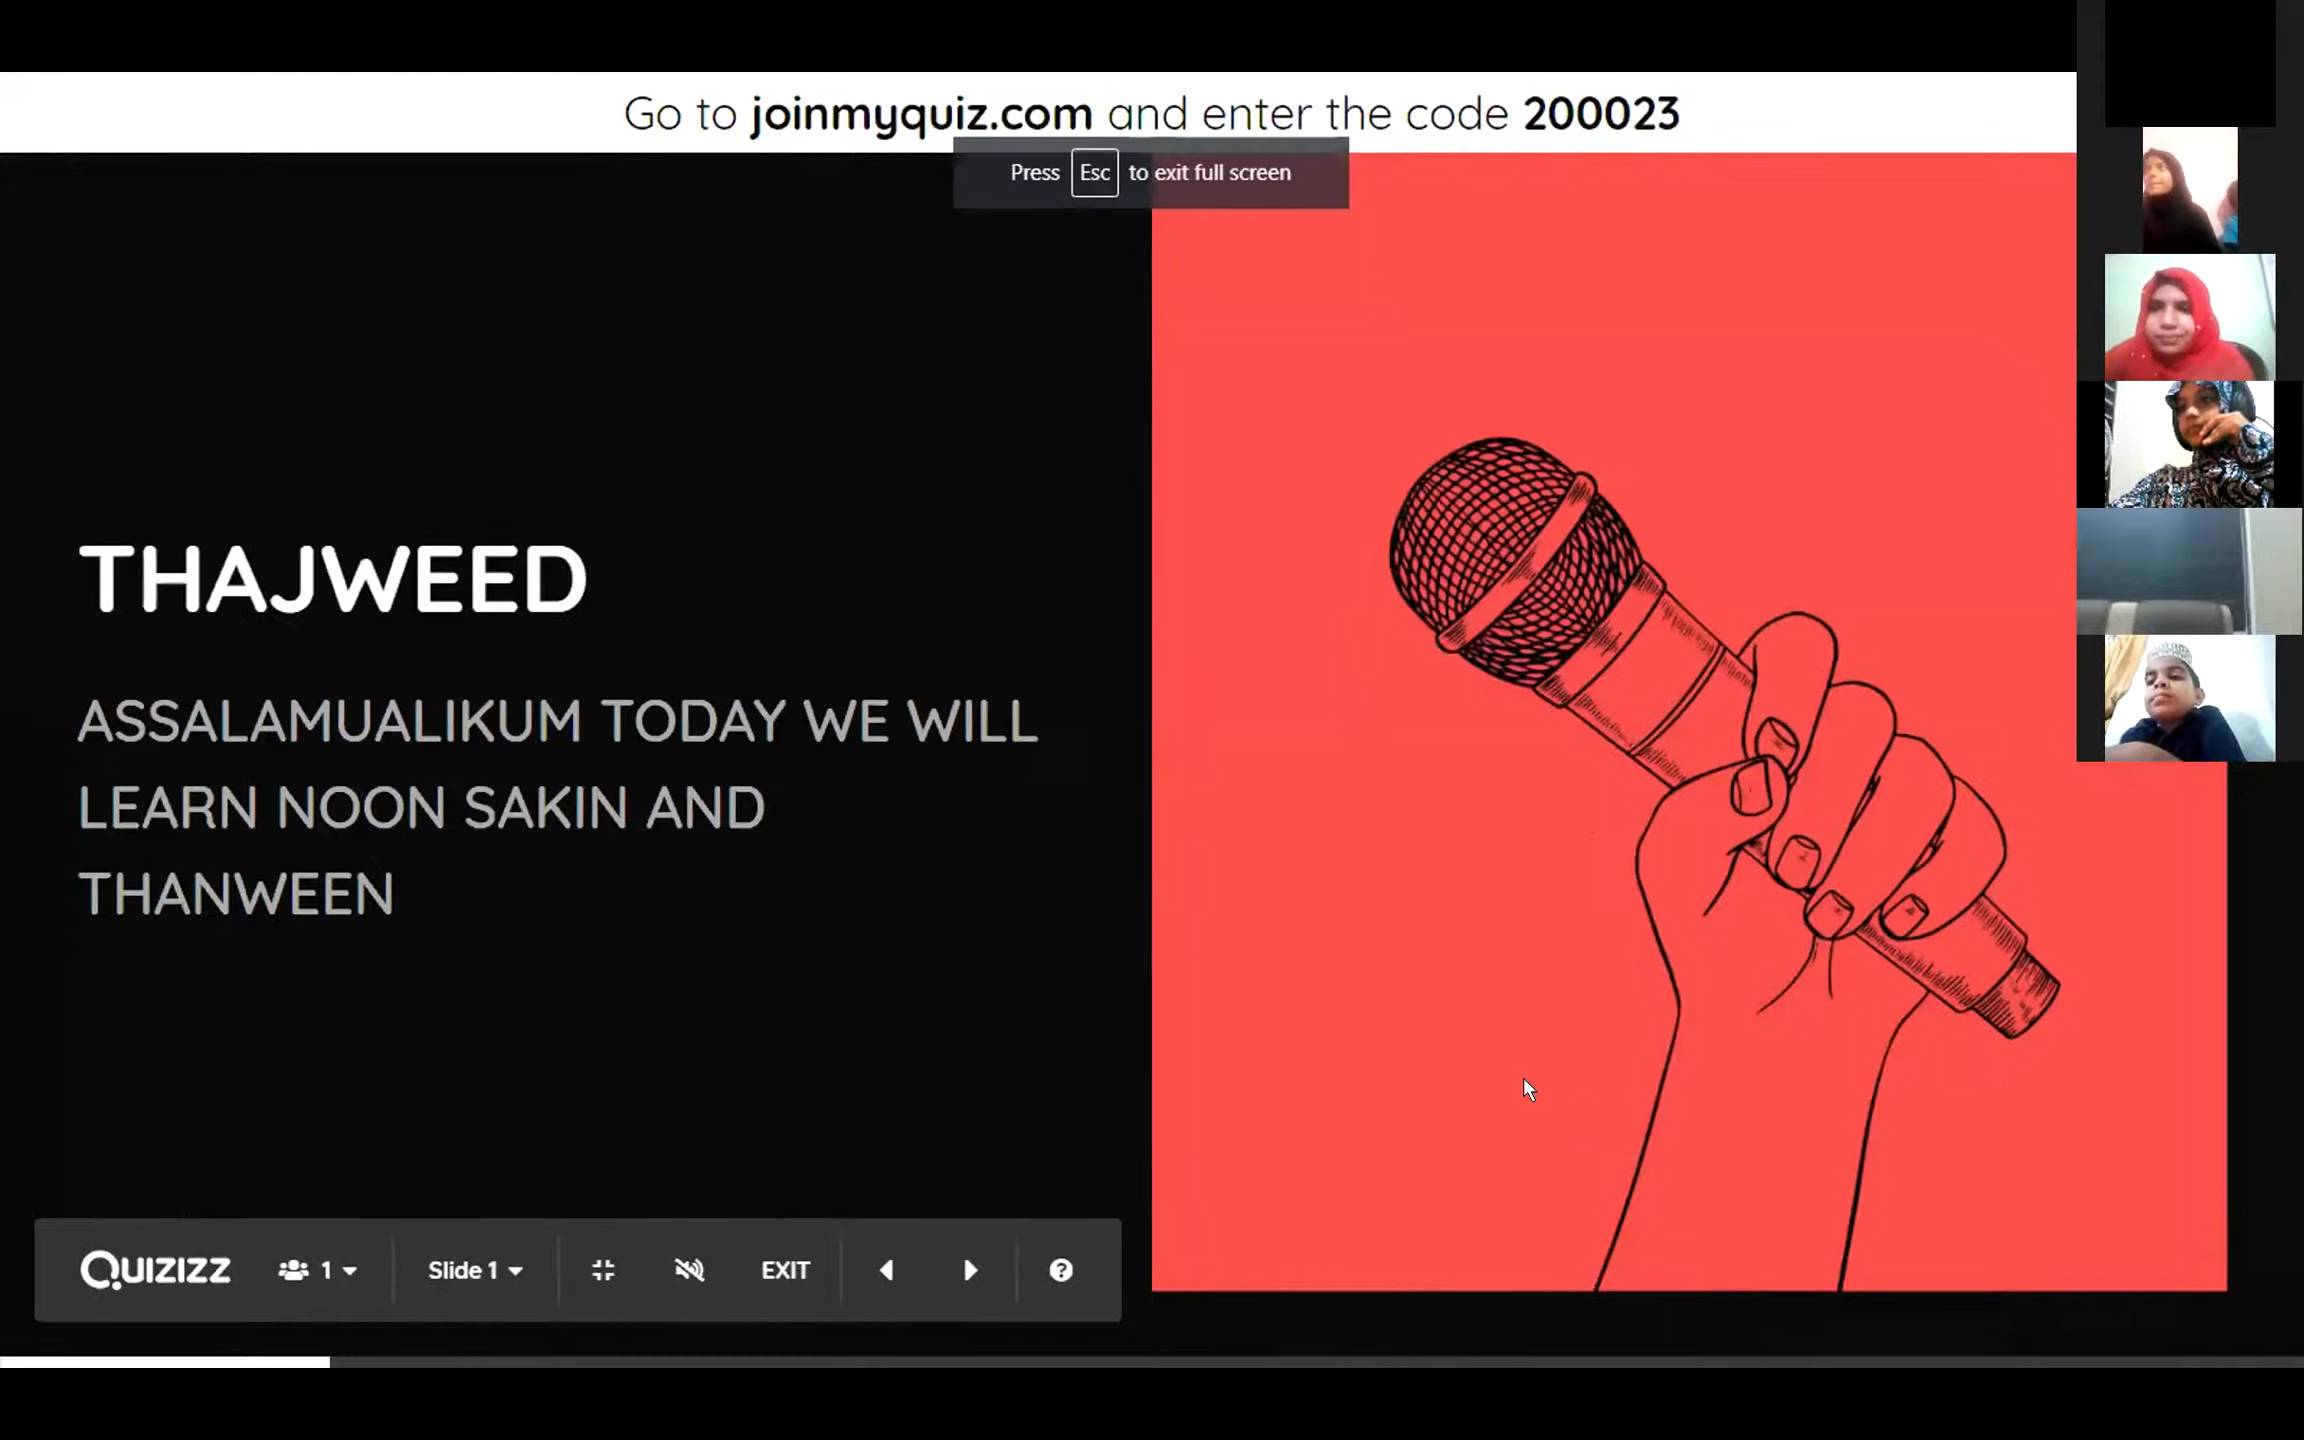 Go to joinmyquiz.com and enter the code 200023
Press Esc to exit full screen
THAJWEED
ASSALAMUALIKUM TODAY WE WILL
LEARN NOON SAKIN AND
THANWEEN
QUIZIZZ 1 Slide 1 EXIT ?